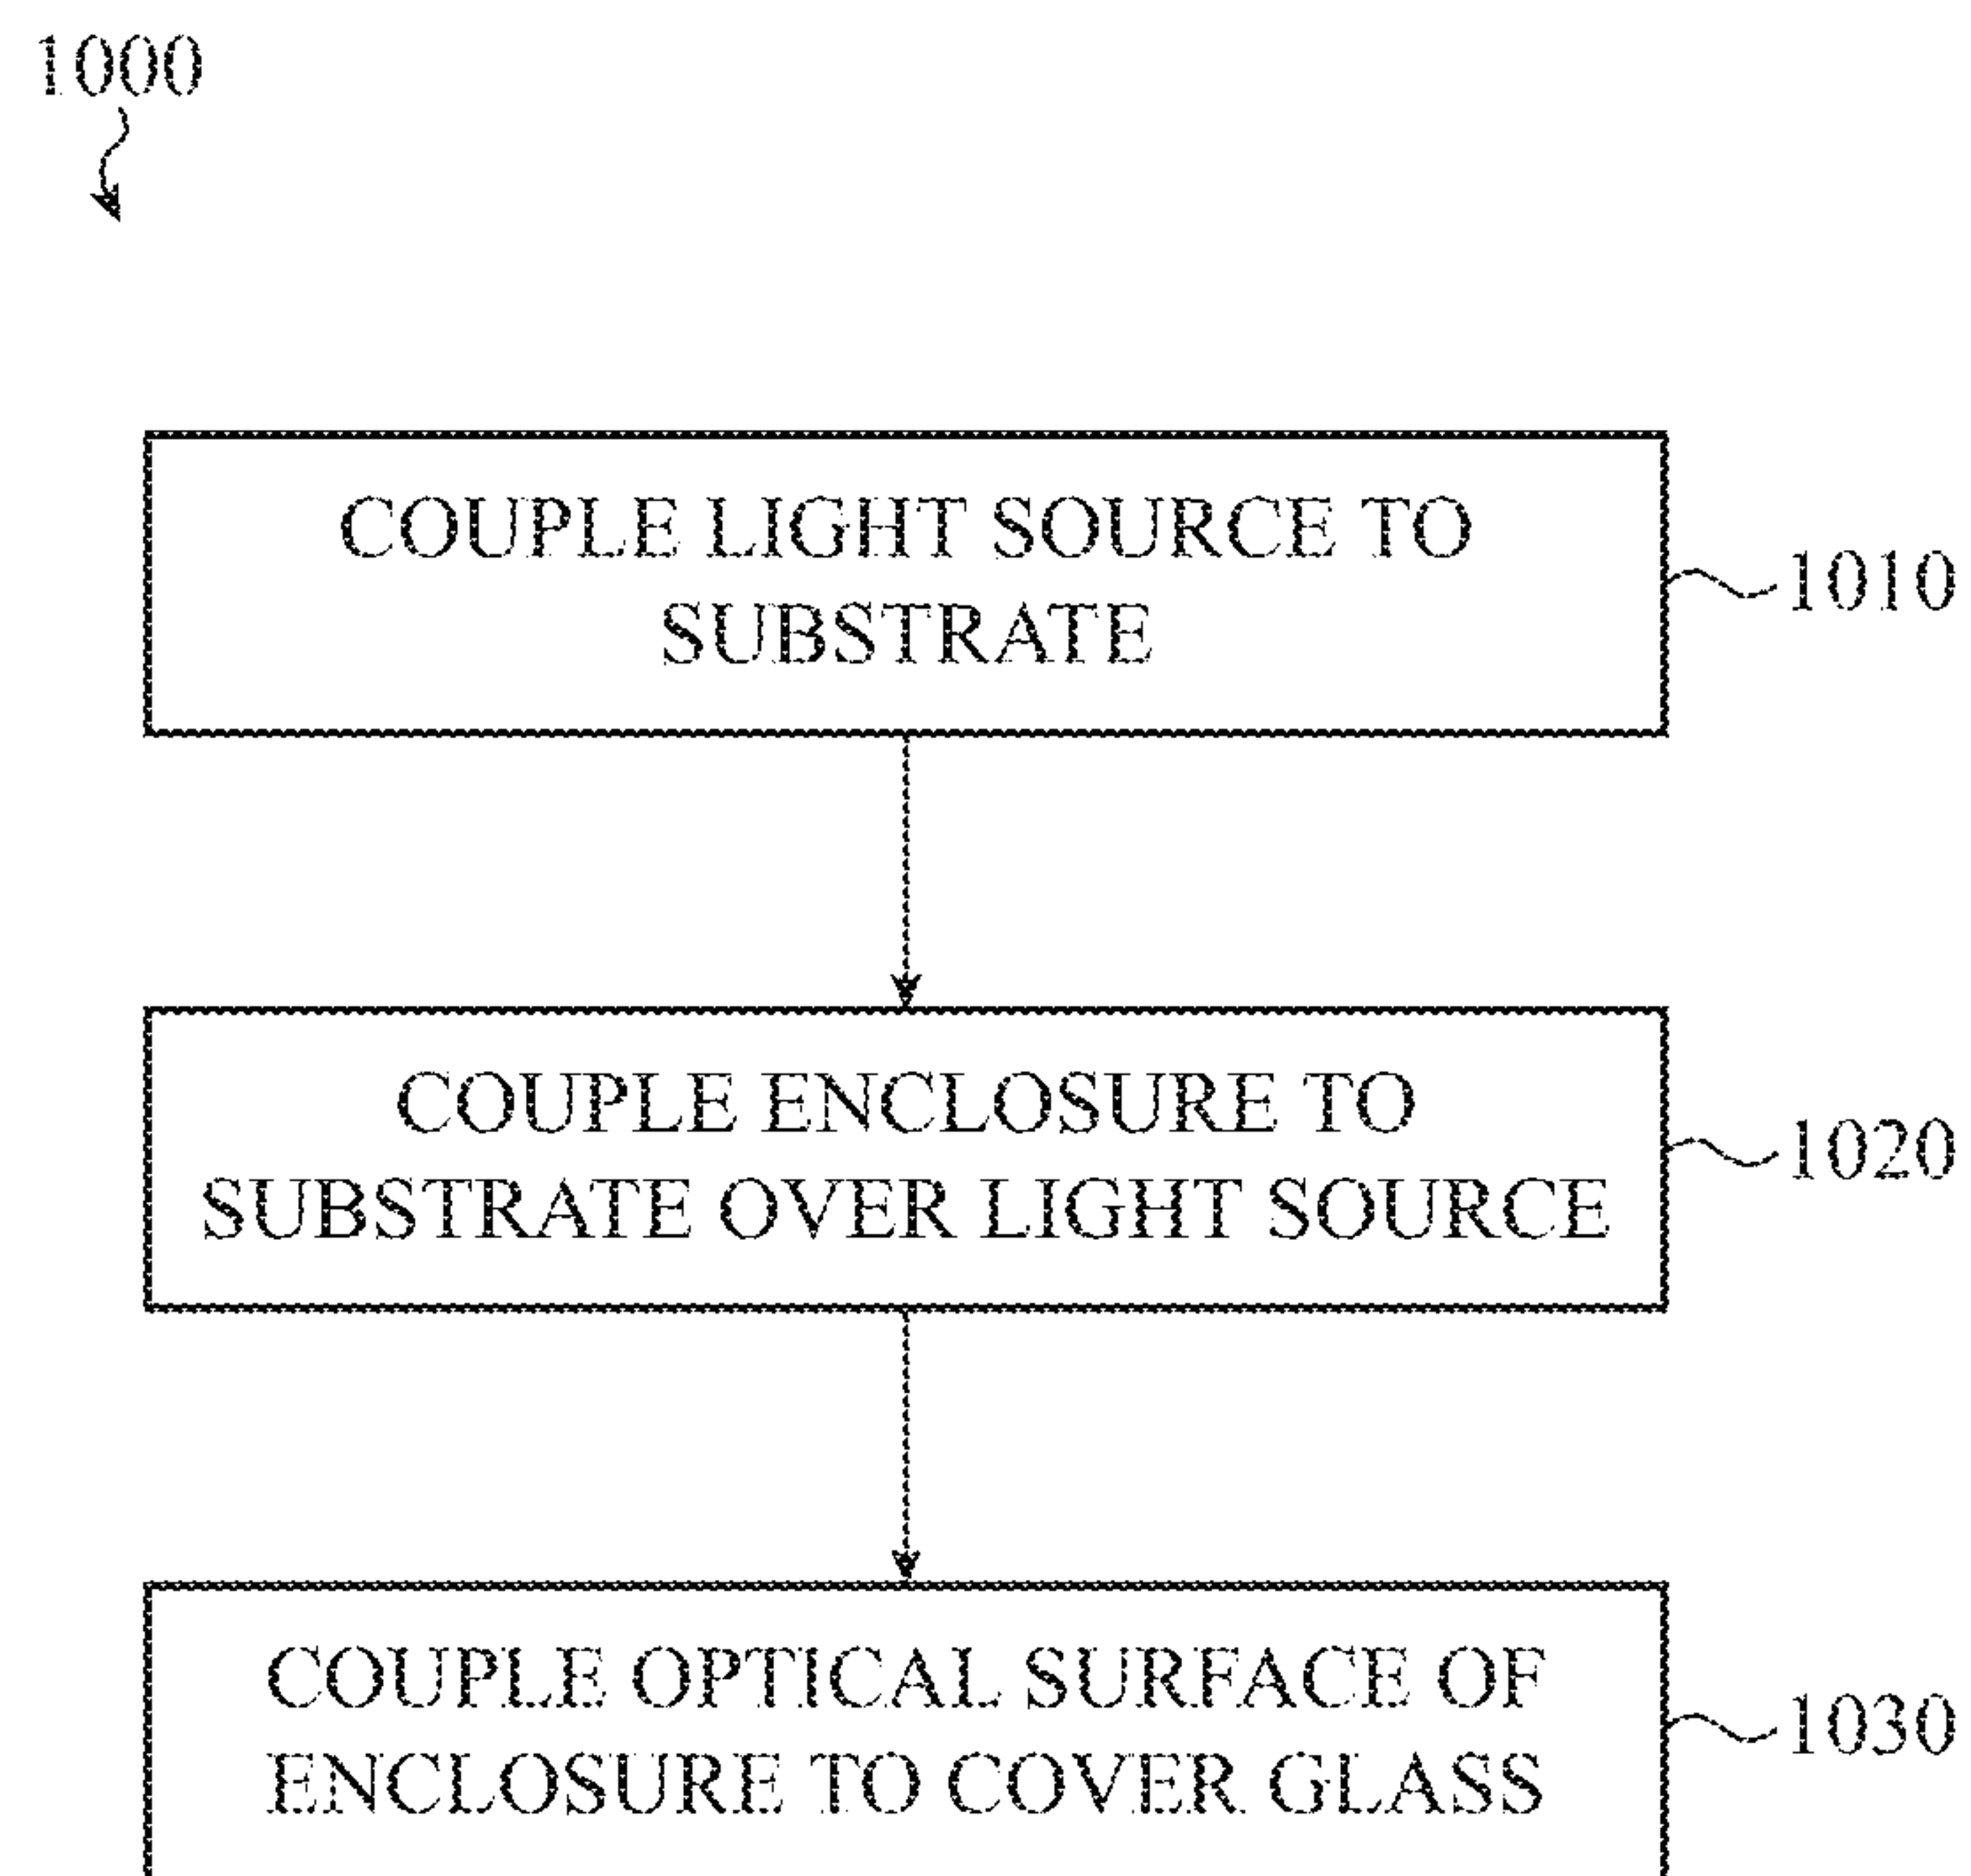 1000
COUPLE LIGHT SOURCE TO
SUBSTRATE
1010
COUPLE ENCLOSURE TO
SUBSTRATE OVER LIGHT SOURCE
1020
COUPLE OPTICAL SURFACE OF
ENCLOSURE TO COVER GLASS
1030